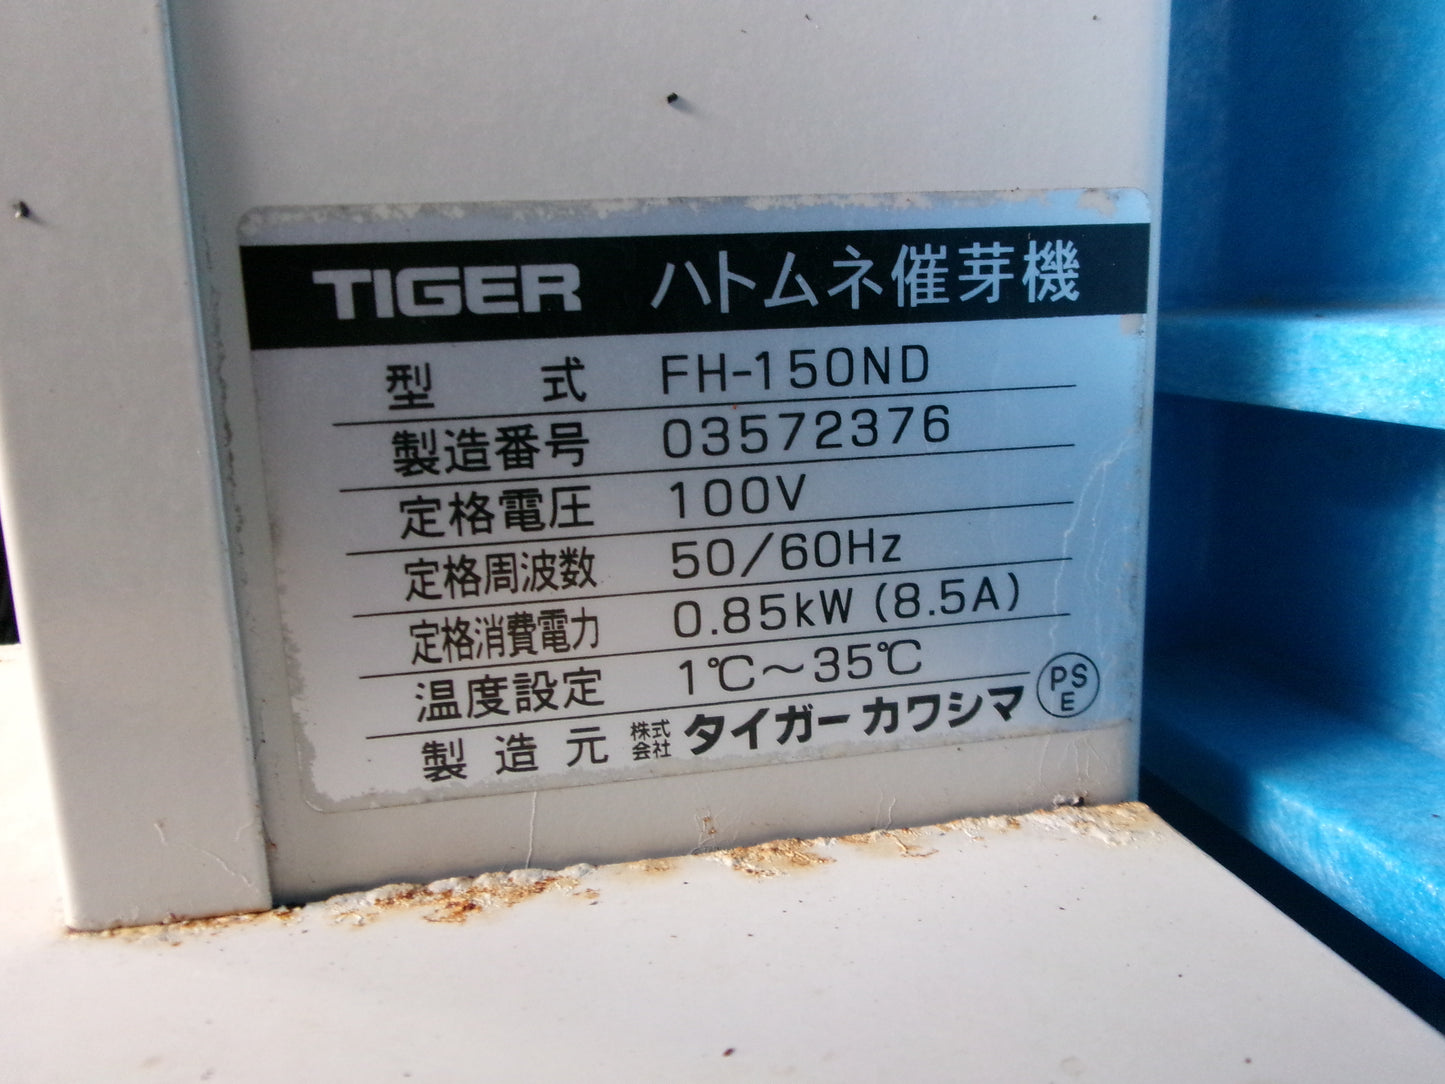 TIGER ハトムネ催芽機
型式 FH-150ND
製造番号 03572376
定格電圧 100V
定格周波数 50/60Hz
定格消費電力 0.85kW (8.5A)
温度設定 1℃～35℃
製造元 株式会社 タイガーカワシマ PSE